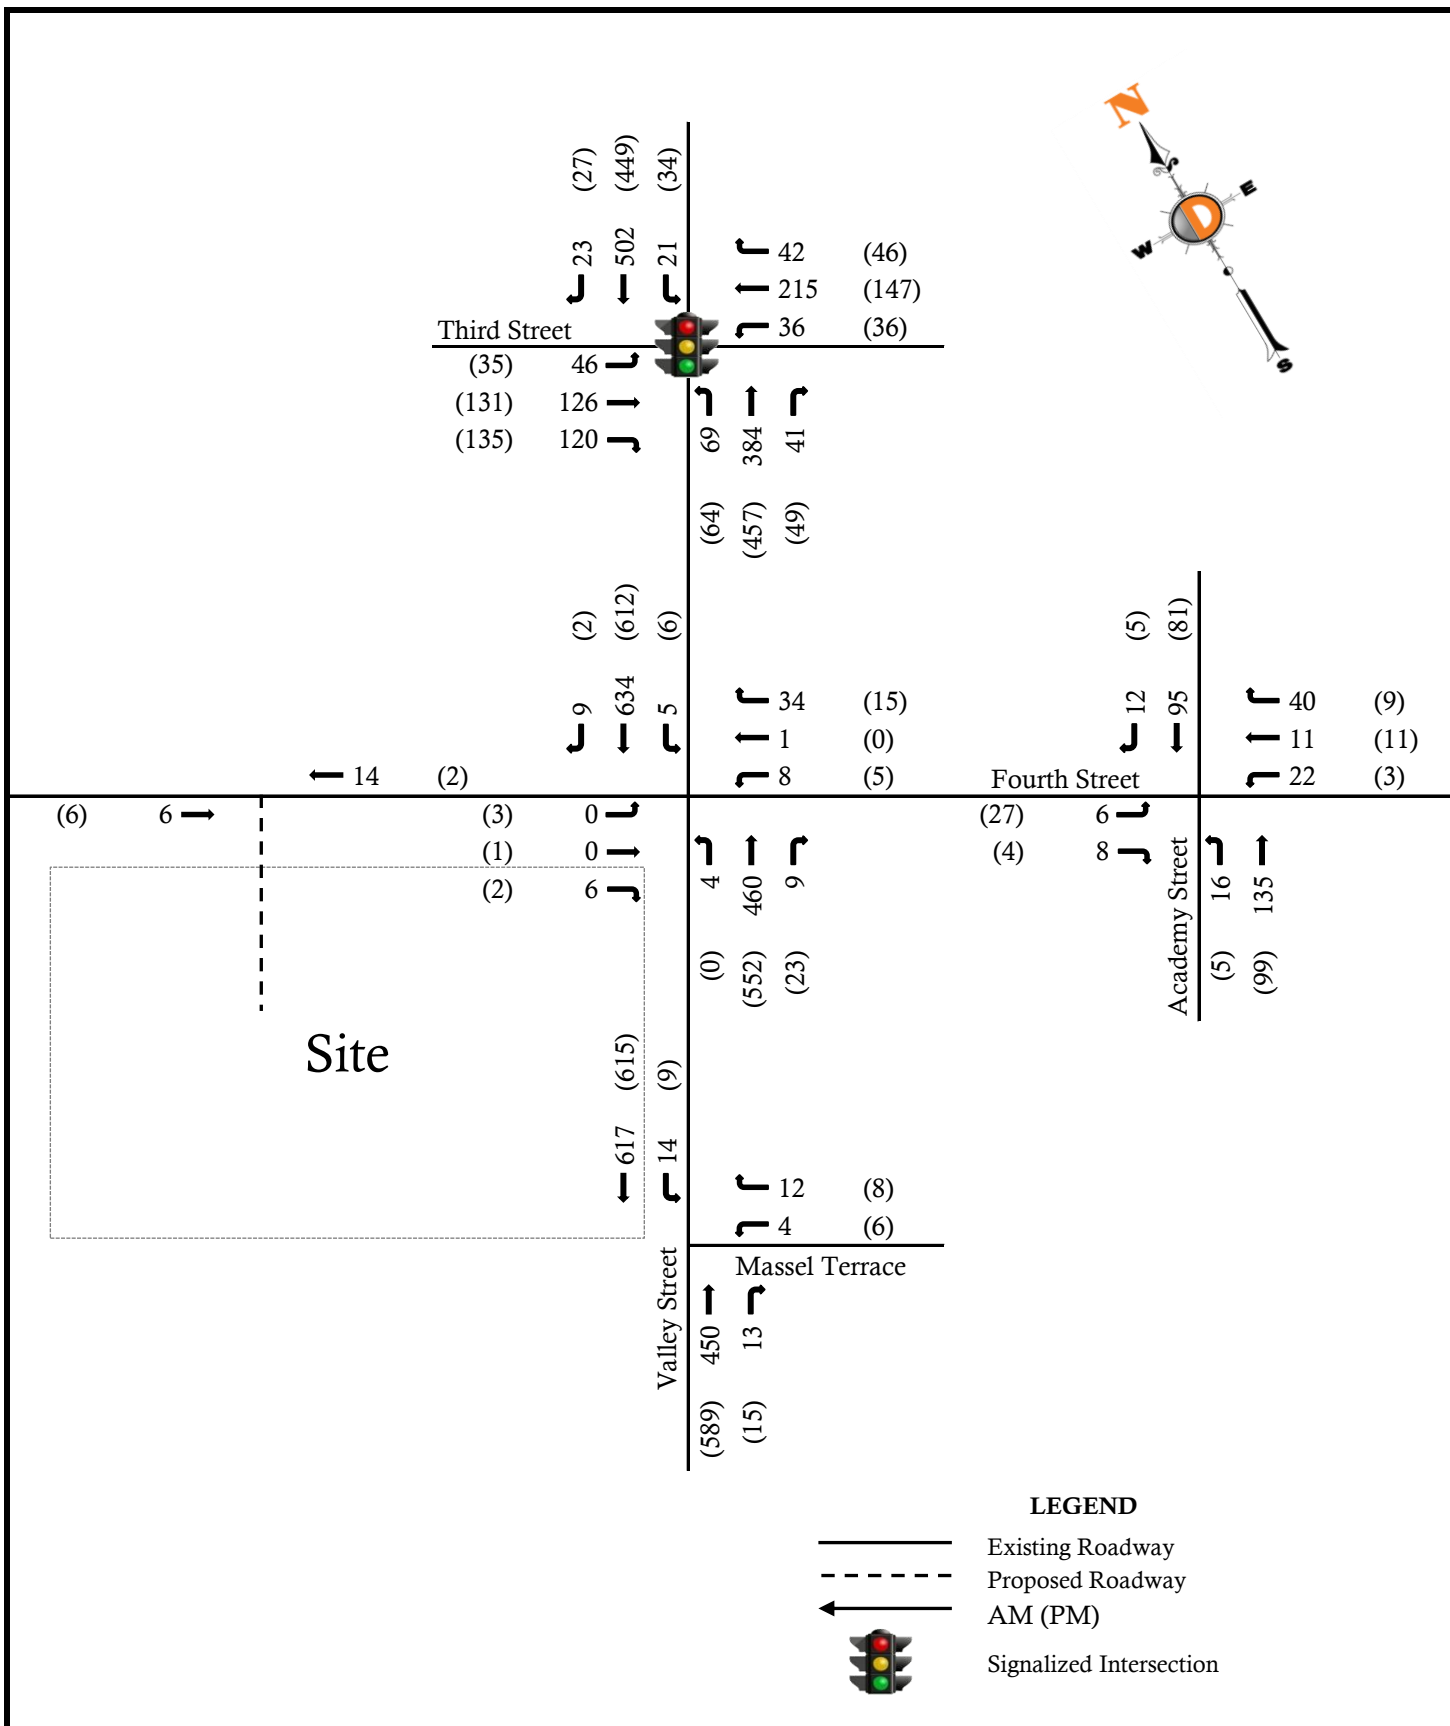 N
E
W
S
D
(27) (449) (34)
23 502 21
42 (46)
215 (147)
36 (36)
Third Street
(35) 46
(131) 126
(135) 120
69 384 41
(64) (457) (49)
(2) (612) (6)
9 634 5
34 (15)
1 (0)
8 (5)
(5) (81)
12 95
40 (9)
11 (11)
22 (3)
14 (2)
Fourth Street
(6) 6
(3) 0
(1) 0
(2) 6
4 460 9
(0) (552) (23)
(27) 6
(4) 8
Academy Street
16 135
(5) (99)
Site
(615) (9)
617 14
12 (8)
4 (6)
Massel Terrace
Valley Street
450 13
(589) (15)
LEGEND
Existing Roadway
Proposed Roadway
AM (PM)
Signalized Intersection